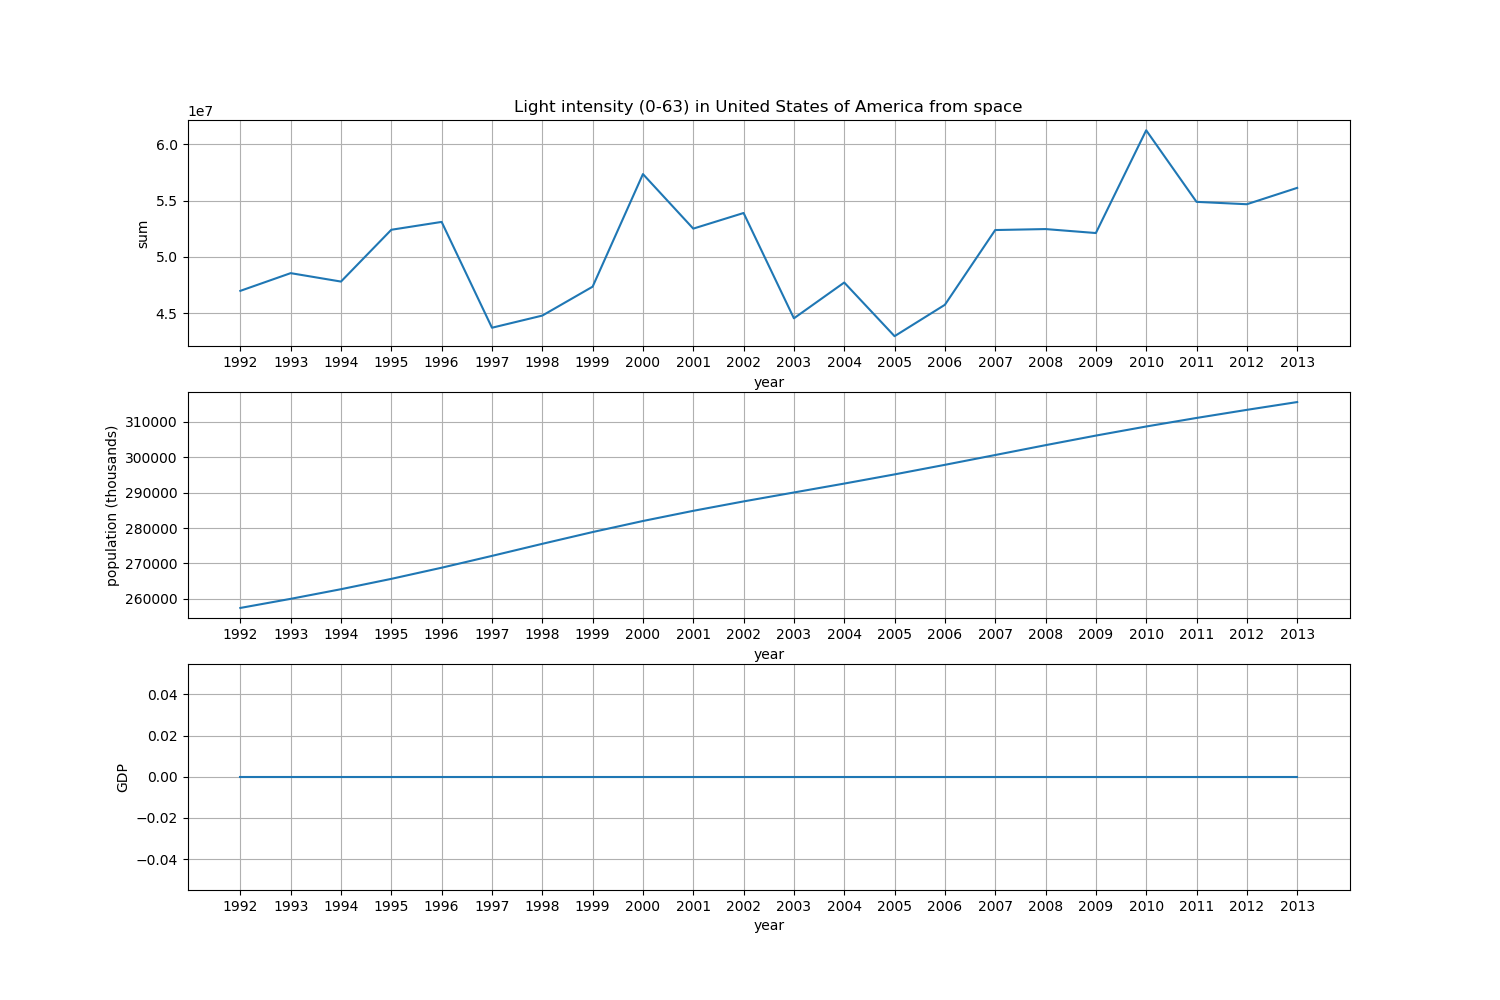 Light intensity (0-63) in United States of America from space
1e7
6.0
5.5
5.0
4.5
sum
1992 1993 1994 1995 1996 1997 1998 1999 2000 2001 2002 2003 2004 2005 2006 2007 2008 2009 2010 2011 2012 2013
year
310000
300000
290000
280000
270000
260000
population (thousands)
1992 1993 1994 1995 1996 1997 1998 1999 2000 2001 2002 2003 2004 2005 2006 2007 2008 2009 2010 2011 2012 2013
year
0.04
0.02
0.00
−0.02
−0.04
GDP
1992 1993 1994 1995 1996 1997 1998 1999 2000 2001 2002 2003 2004 2005 2006 2007 2008 2009 2010 2011 2012 2013
year